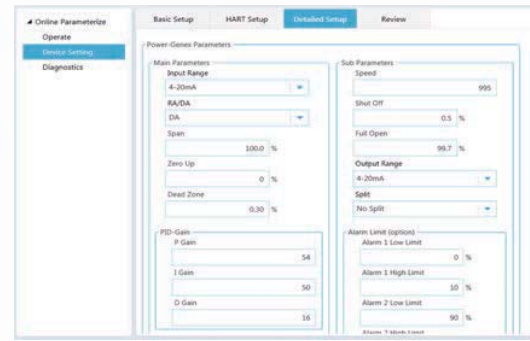 Online Parameterize
Operate
Device Setting
Diagnostics
Basic Setup
HART Setup
Detailed Setup
Review
Power-Genex Parameters
Main Parameters
Input Range
4-20mA
RA/DA
DA
Span
100.0 %
Zero Up
0 %
Dead Zone
0.30 %
PID-Gain
P Gain
54
I Gain
50
D Gain
16
Sub Parameters
Speed
995
Shut Off
0.5 %
Full Open
99.7 %
Output Range
4-20mA
Split
No Split
Alarm Limit (option)
Alarm 1 Low Limit
0 %
Alarm 1 High Limit
10 %
Alarm 2 Low Limit
90 %
Alarm 2 High Limit